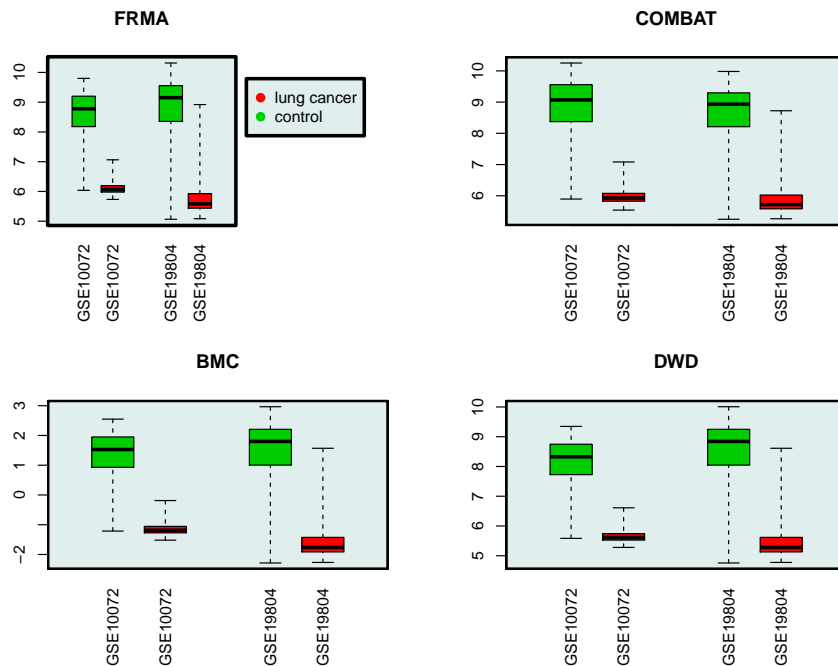 FRMA
10
9
8
7
6
5
GSE10072
GSE10072
GSE19804
GSE19804
lung cancer
control
COMBAT
10
9
8
7
6
GSE10072
GSE10072
GSE19804
GSE19804
BMC
3
2
1
0
−2
GSE10072
GSE10072
GSE19804
GSE19804
DWD
10
9
8
7
6
5
GSE10072
GSE10072
GSE19804
GSE19804